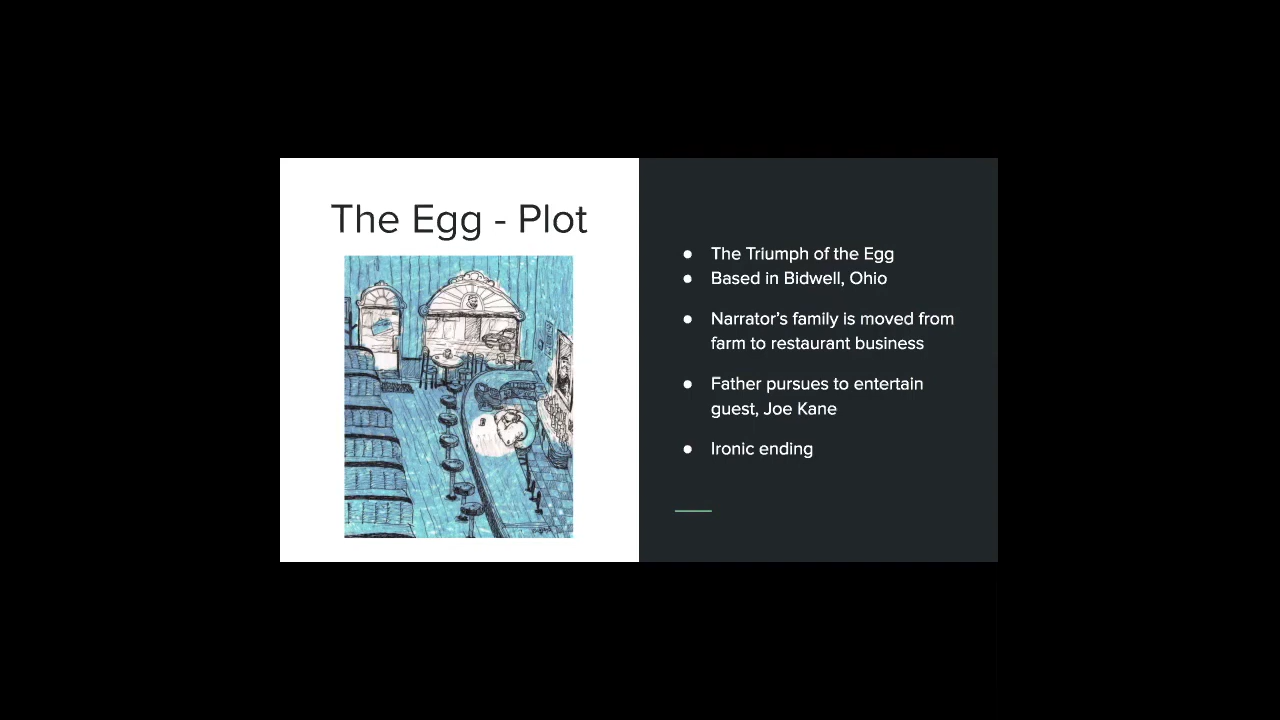 The Egg - Plot
The Triumph of the Egg
Based in Bidwell, Ohio
Narrator's family is moved from
farm to restaurant business
Father pursues to entertain
guest, Joe Kane
Ironic ending